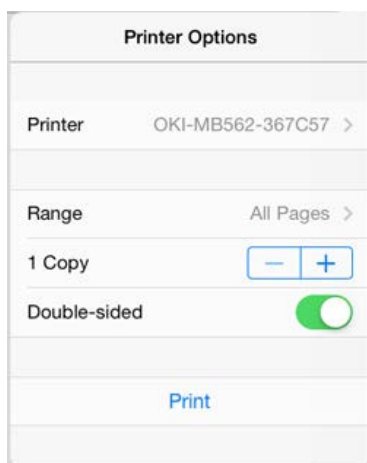 Printer Options
Printer OKI-MB562-367C57 >
Range All Pages >
1 Copy − +
Double-sided
Print